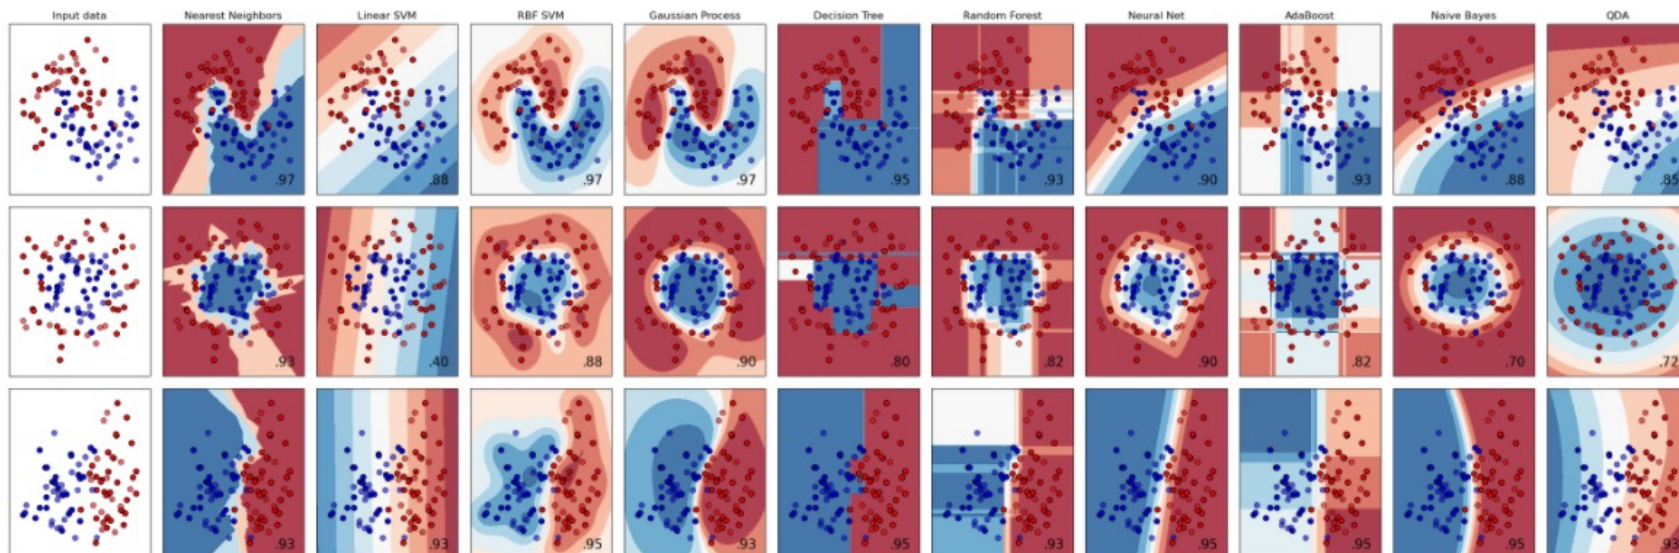 Input data Nearest Neighbors Linear SVM RBF SVM Gaussian Process Decision Tree Random Forest Neural Net AdaBoost Naive Bayes QDA
.97 .88 .97 .97 .95 .93 .90 .93 .88 .85
.93 .40 .88 .90 .80 .82 .90 .82 .70 .72
.93 .93 .95 .93 .95 .93 .95 .95 .95 .93